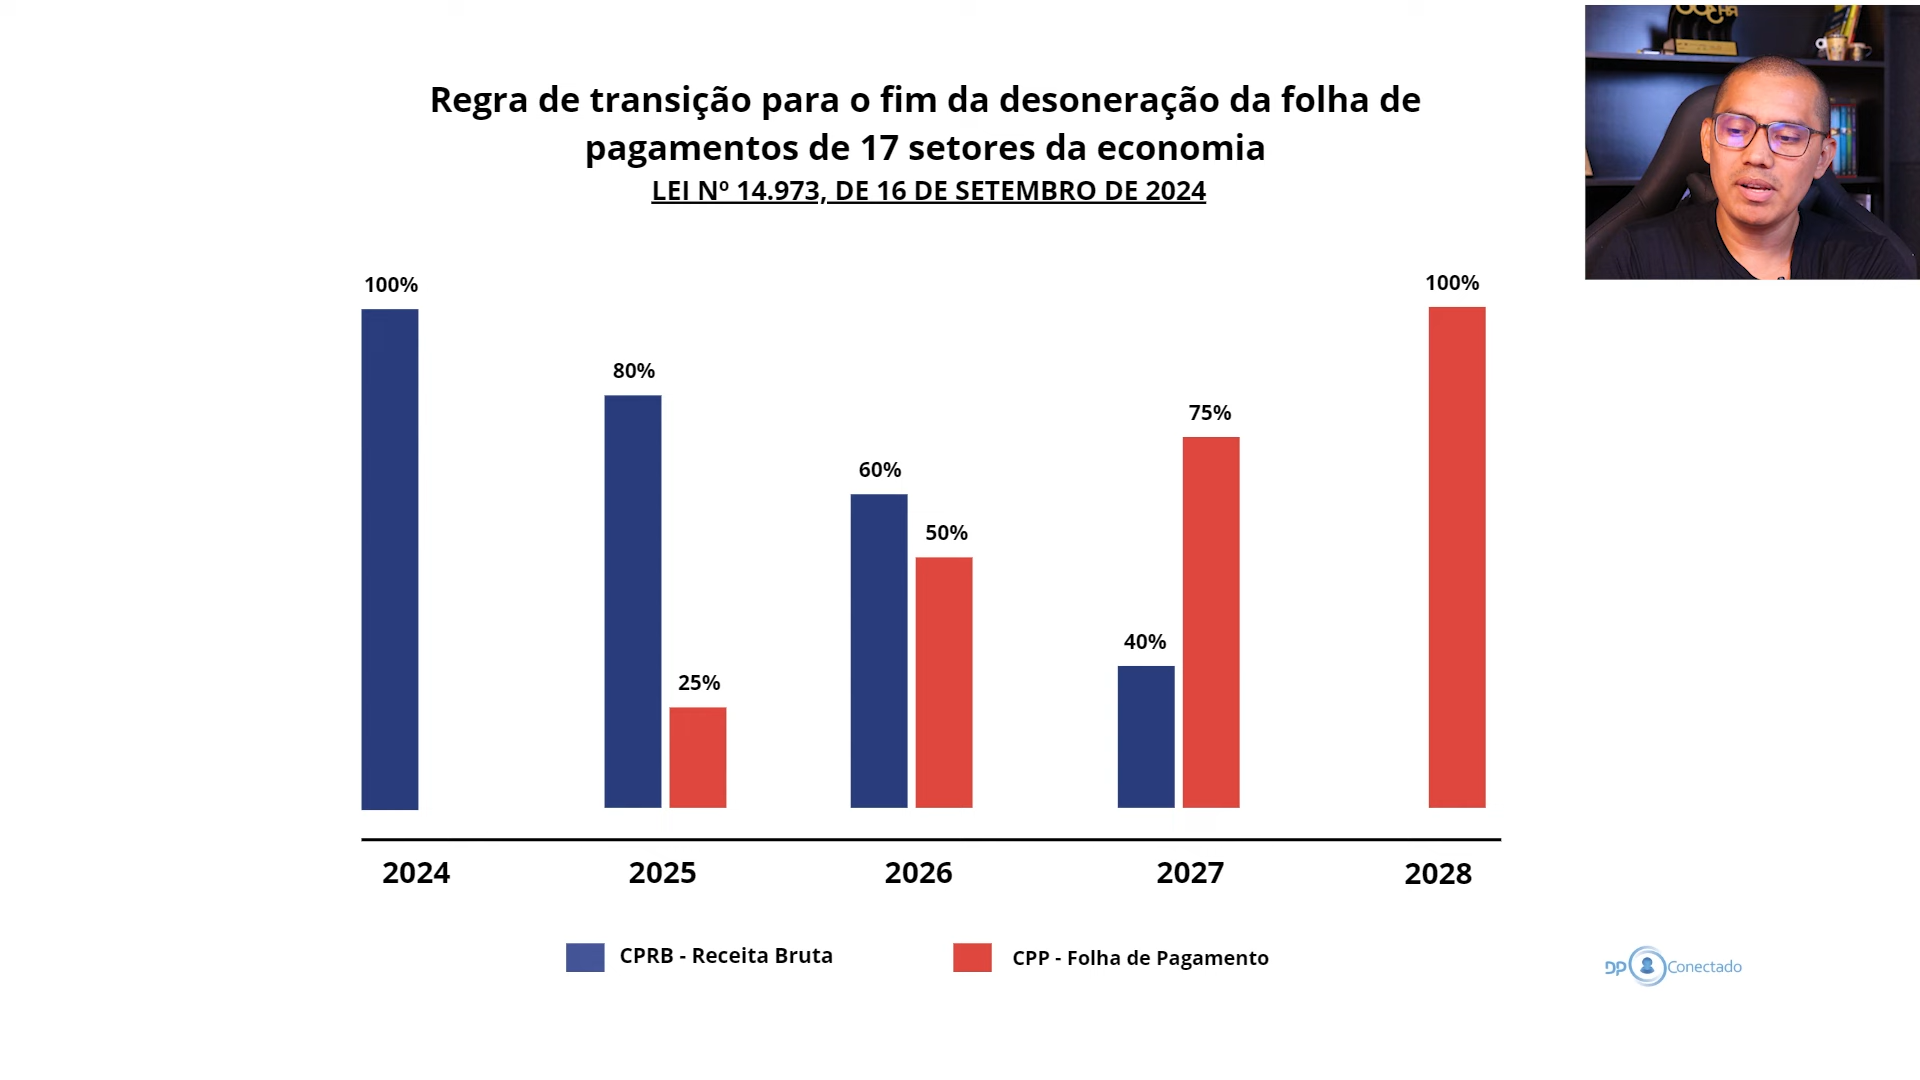 Regra de transição para o fim da desoneração da folha de
pagamentos de 17 setores da economia
LEI Nº 14.973, DE 16 DE SETEMBRO DE 2024
100%
80%
25%
60%
50%
40%
75%
100%
2024
2025
2026
2027
2028
CPRB - Receita Bruta
CPP - Folha de Pagamento
DP Conectado